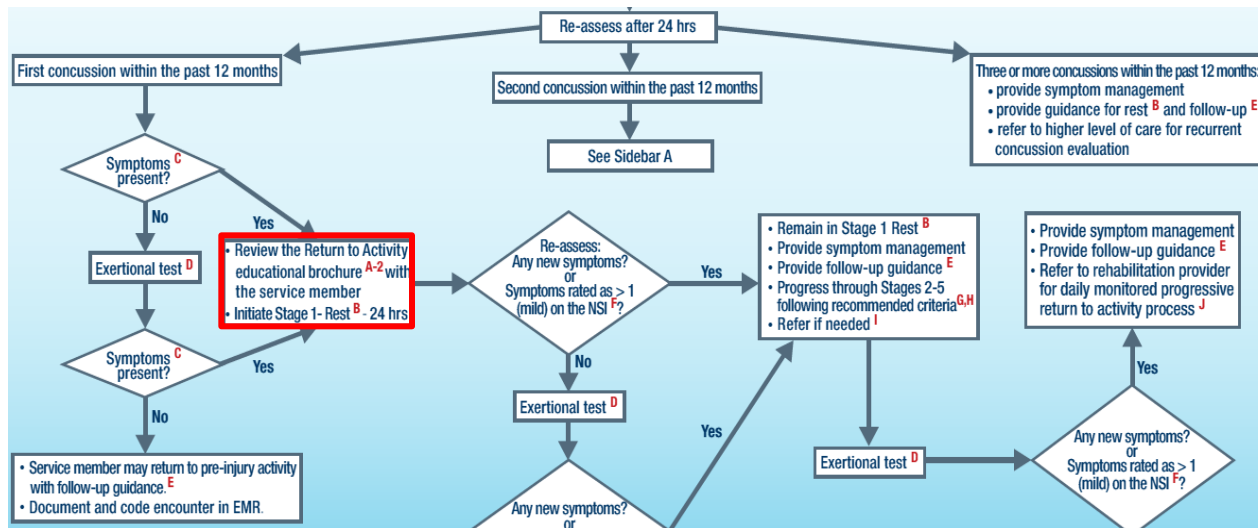 Re-assess after 24 hrs
First concussion within the past 12 months
Second concussion within the past 12 months
See Sidebar A
Three or more concussions within the past 12 months:
• provide symptom management
• provide guidance for rest B and follow-up E
• refer to higher level of care for recurrent
concussion evaluation
Symptoms C
present?
No
Yes
Exertional test D
Symptoms C
present?
Yes
No
• Service member may return to pre-injury activity
with follow-up guidance. E
• Document and code encounter in EMR.
• Review the Return to Activity
educational brochure A-2 with
the service member
• Initiate Stage 1- Rest B - 24 hrs
Re-assess:
Any new symptoms?
or
Symptoms rated as > 1
(mild) on the NSI F?
Yes
No
Exertional test D
Any new symptoms?
or
Yes
• Remain in Stage 1 Rest B
• Provide symptom management
• Provide follow-up guidance E
• Progress through Stages 2-5
following recommended criteria G,H
• Refer if needed I
Exertional test D
Any new symptoms?
or
Symptoms rated as > 1
(mild) on the NSI F?
Yes
• Provide symptom management
• Provide follow-up guidance E
• Refer to rehabilitation provider
for daily monitored progressive
return to activity process J